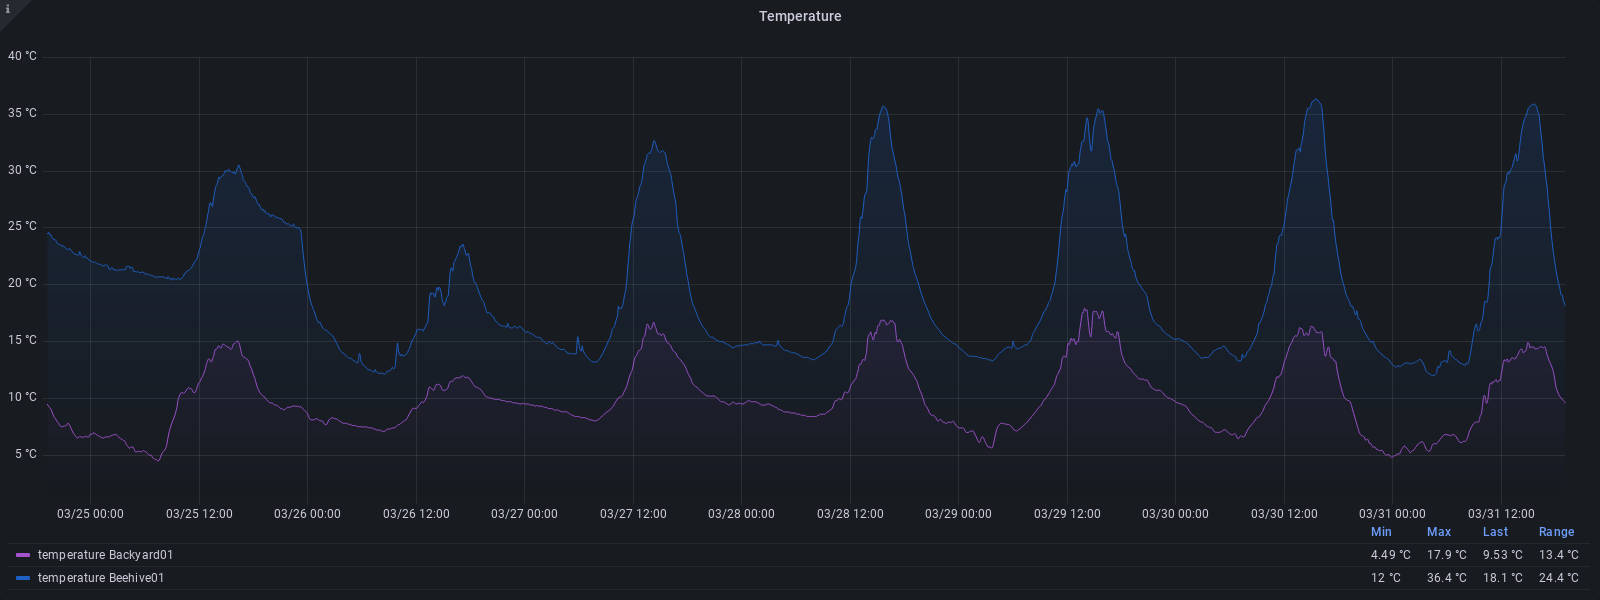 i
Temperature
40 °C
35 °C
30 °C
25 °C
20 °C
15 °C
10 °C
5 °C
03/25 00:00 03/25 12:00 03/26 00:00 03/26 12:00 03/27 00:00 03/27 12:00 03/28 00:00 03/28 12:00 03/29 00:00 03/29 12:00 03/30 00:00 03/30 12:00 03/31 00:00 03/31 12:00
Min Max Last Range
temperature Backyard01 4.49 °C 17.9 °C 9.53 °C 13.4 °C
temperature Beehive01 12 °C 36.4 °C 18.1 °C 24.4 °C